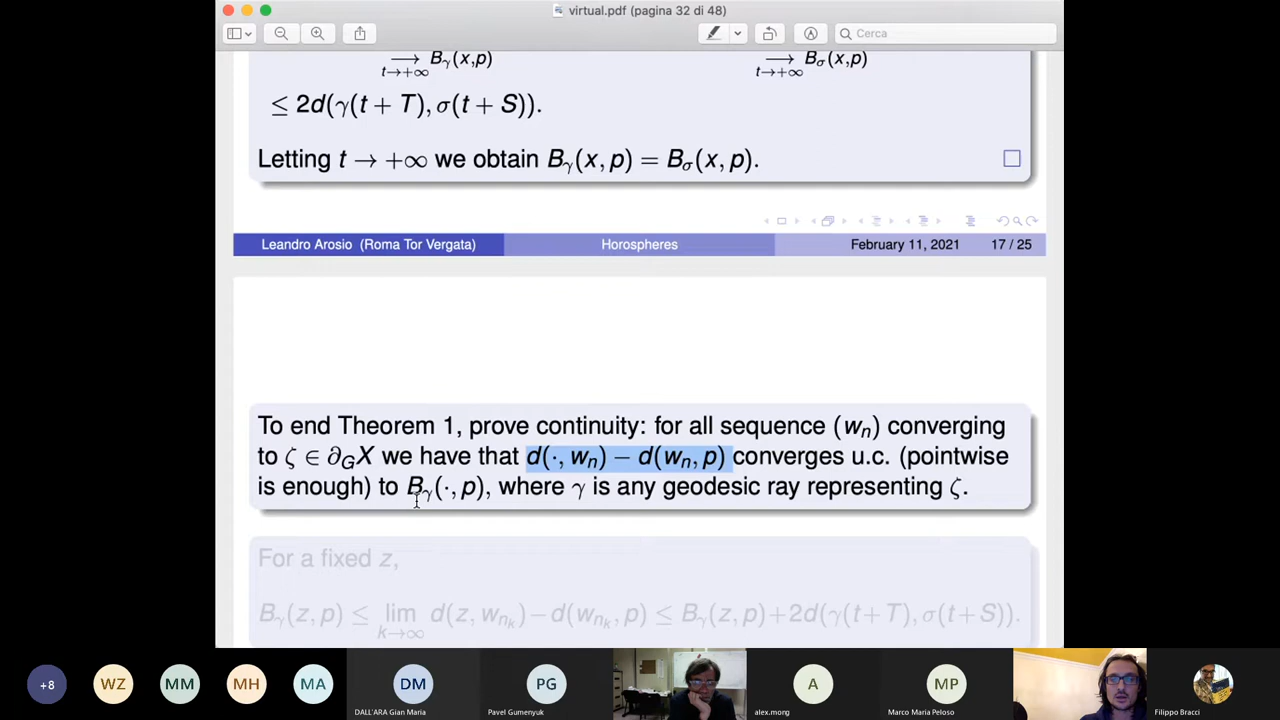 virtual.pdf (pagina 32 di 48)
Cerca
⟶ B_γ(x,p) ⟶ B_σ(x,p)
t→+∞ t→+∞
≤ 2d(γ(t + T), σ(t + S)).
Letting t → +∞ we obtain B_γ(x, p) = B_σ(x, p). □
Leandro Arosio (Roma Tor Vergata) Horospheres February 11, 2021 17 / 25
To end Theorem 1, prove continuity: for all sequence (w_n) converging
to ζ ∈ ∂_G X we have that d(·, w_n) − d(w_n, p) converges u.c. (pointwise
is enough) to B_γ(·, p), where γ is any geodesic ray representing ζ.
For a fixed z,
B_γ(z, p) ≤ lim d(z, w_{n_k}) − d(w_{n_k}, p) ≤ B_γ(z, p)+2d(γ(t+T), σ(t+S)).
k→∞
+8 WZ MM MH MA DM PG A MP
DALL'ARA Gian Maria Pavel Gumenyuk alex.mong Marco Maria Peloso Filippo Bracci